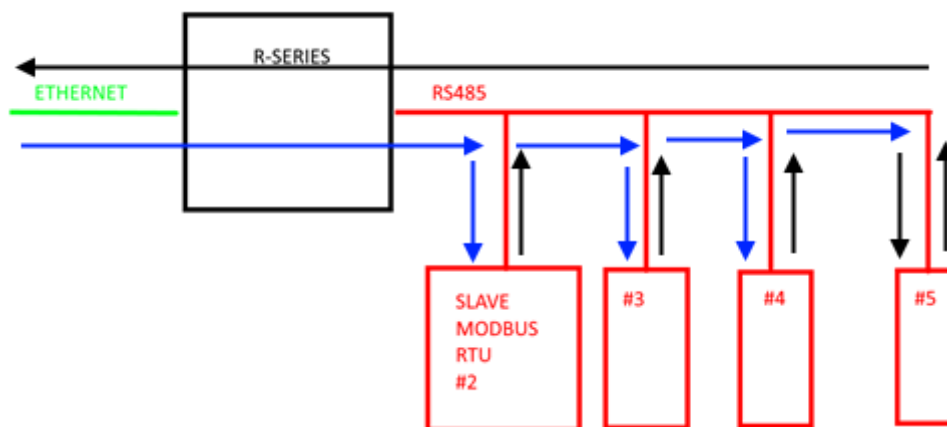 R-SERIES
ETHERNET
RS485
SLAVE
MODBUS
RTU
#2
#3
#4
#5